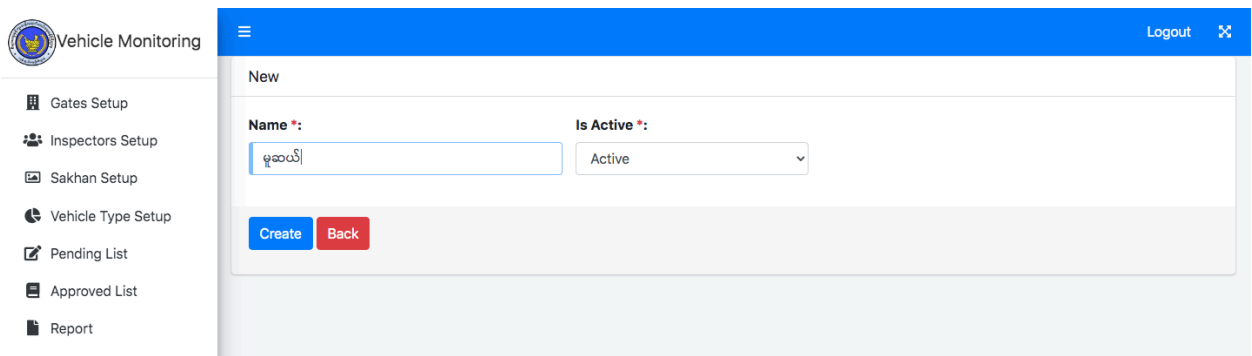 Vehicle Monitoring
Logout
New
Gates Setup
Name *:
Is Active *:
Inspectors Setup
မူဆယ်
Active
Sakhan Setup
Vehicle Type Setup
Create
Back
Pending List
Approved List
Report